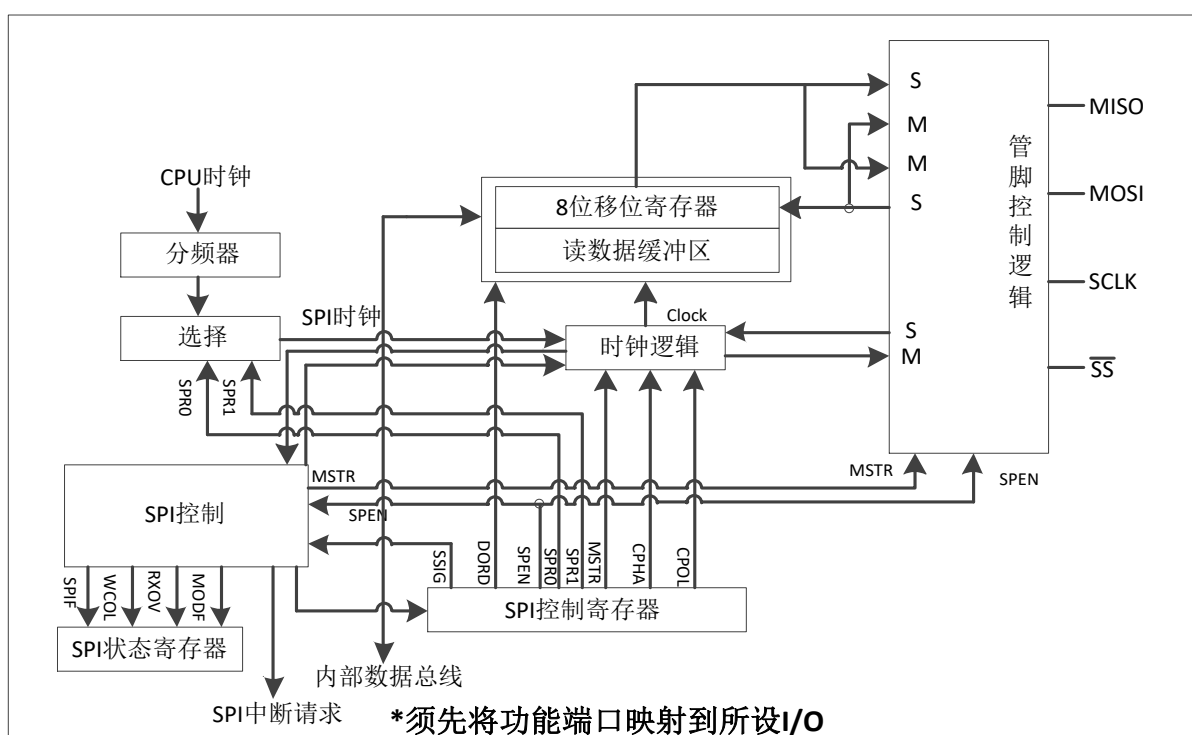 S
M
M
S
MISO
MOSI
SCLK
SS
管脚控制逻辑
CPU时钟
分频器
选择
SPI时钟
8位移位寄存器
读数据缓冲区
Clock
时钟逻辑
S
M
SPR0
SPR1
MSTR
MSTR
SPEN
SPEN
SPI控制
SSIG
DORD
SPEN
SPR0
SPR1
MSTR
CPHA
CPOL
SPI控制寄存器
SPIF
WCOL
RXOV
MODF
SPI状态寄存器
内部数据总线
SPI中断请求
*须先将功能端口映射到所设I/O